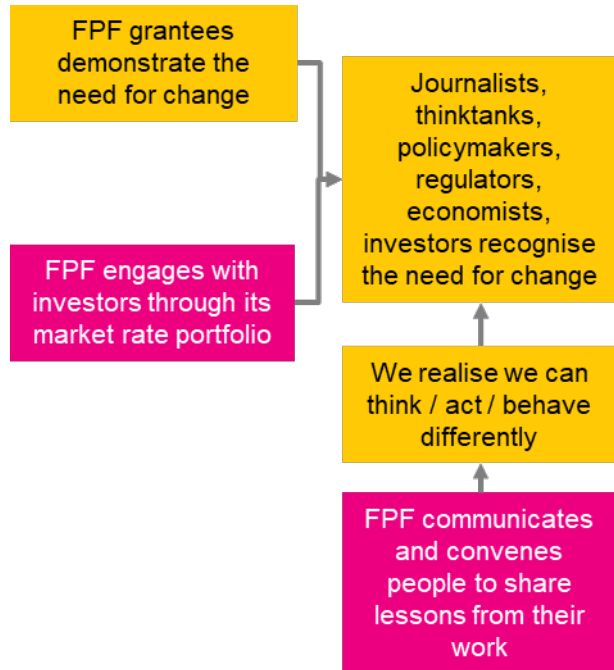 FPF grantees
demonstrate the
need for change
Journalists,
thinktanks,
policymakers,
regulators,
economists,
investors recognise
the need for change
FPF engages with
investors through its
market rate portfolio
We realise we can
think / act / behave
differently
FPF communicates
and convenes
people to share
lessons from their
work